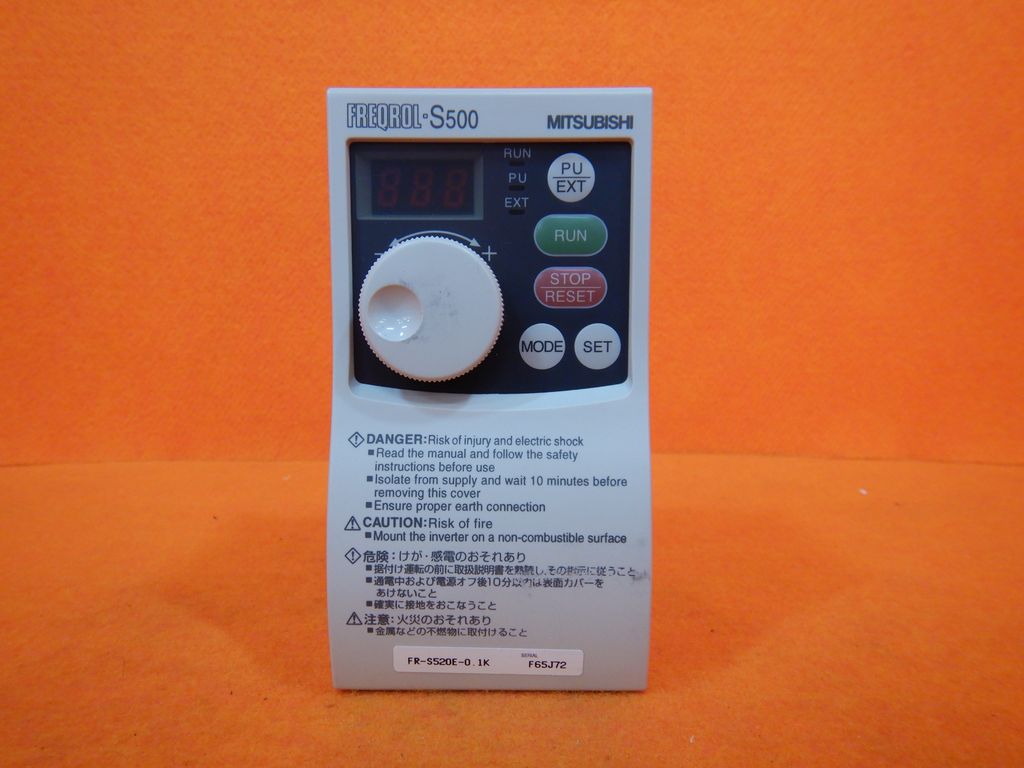 FREQROL-S500 MITSUBISHI
888
RUN
PU
EXT
PU
EXT
RUN
- +
STOP
RESET
MODE SET
DANGER:Risk of injury and electric shock
■Read the manual and follow the safety
instructions before use
■Isolate from supply and wait 10 minutes before
removing this cover
■Ensure proper earth connection
CAUTION:Risk of fire
■Mount the inverter on a non-combustible surface
危険:けが・感電のおそれあり
■据付け運転の前に取扱説明書を熟読し、その指示に従うこと
■通電中および電源オフ後10分以内は表面カバーを
あけないこと
■確実に接地をおこなうこと
注意:火災のおそれあり
■金属などの不燃物に取付けること
FR-S520E-0.1K SERIAL F65J72